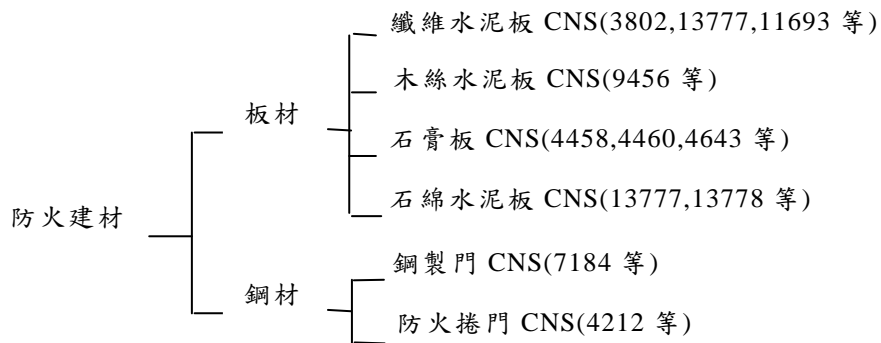 纖維水泥板 CNS(3802,13777,11693 等)
木絲水泥板 CNS(9456 等)
板材
石膏板 CNS(4458,4460,4643 等)
石綿水泥板 CNS(13777,13778 等)
防火建材
鋼製門 CNS(7184 等)
鋼材
防火捲門 CNS(4212 等)